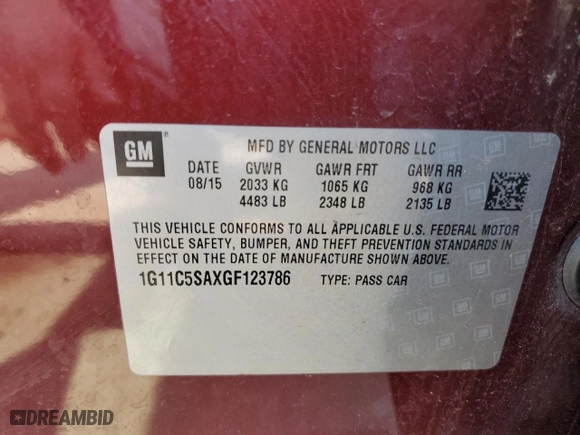 GM
MFD BY GENERAL MOTORS LLC
DATE GVWR GAWR FRT GAWR RR
08/15 2033 KG 1065 KG 968 KG
4483 LB 2348 LB 2135 LB
THIS VEHICLE CONFORMS TO ALL APPLICABLE U.S. FEDERAL MOTOR
VEHICLE SAFETY, BUMPER, AND THEFT PREVENTION STANDARDS IN
EFFECT ON THE DATE OF MANUFACTURE SHOWN ABOVE.
1G11C5SAXGF123786 TYPE: PASS CAR
DREAMBID